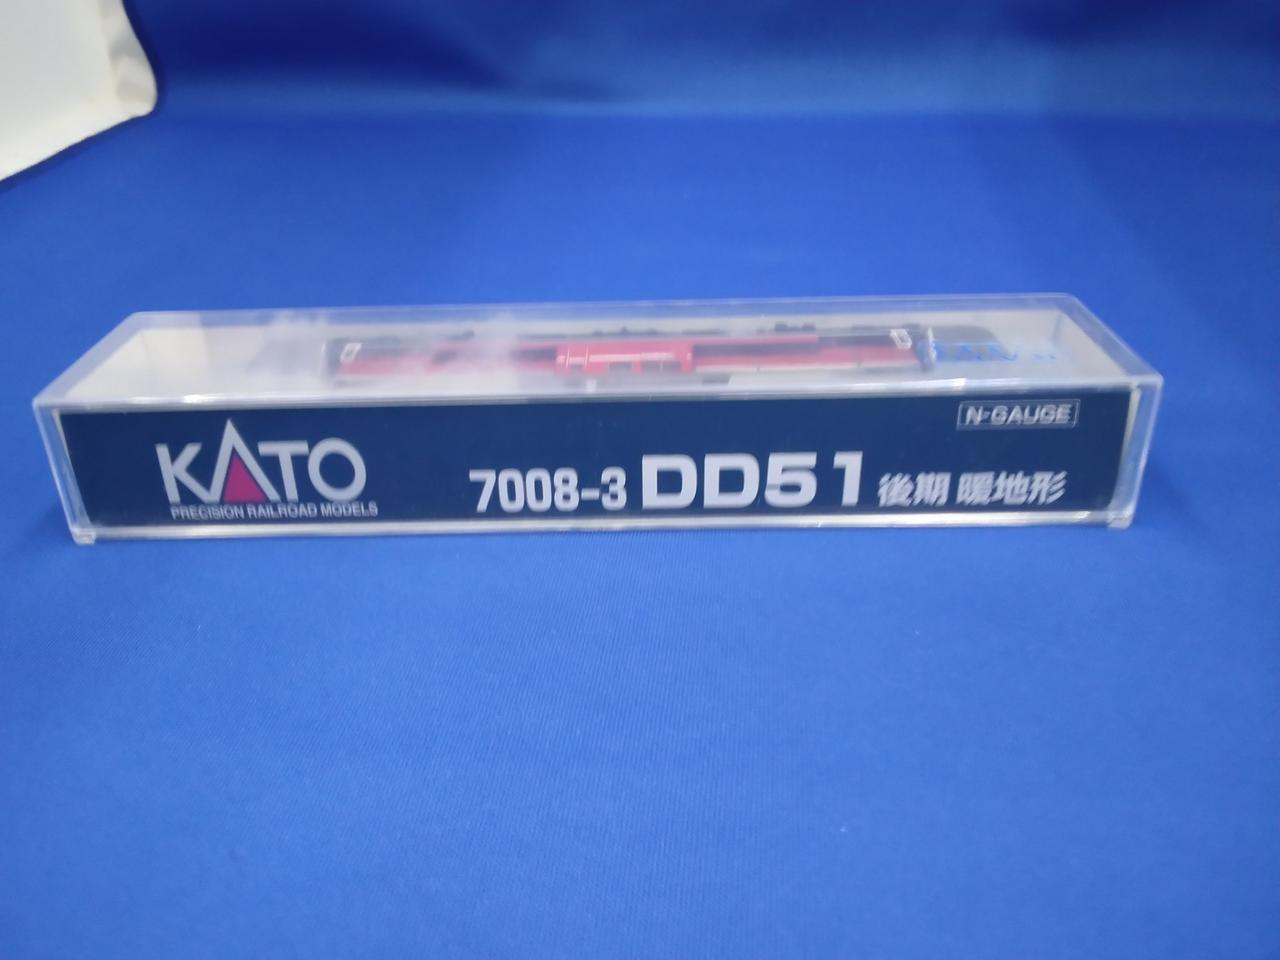 N-GAUGE
KATO
PRECISION RAILROAD MODELS
7008-3 DD51 後期 暖地形